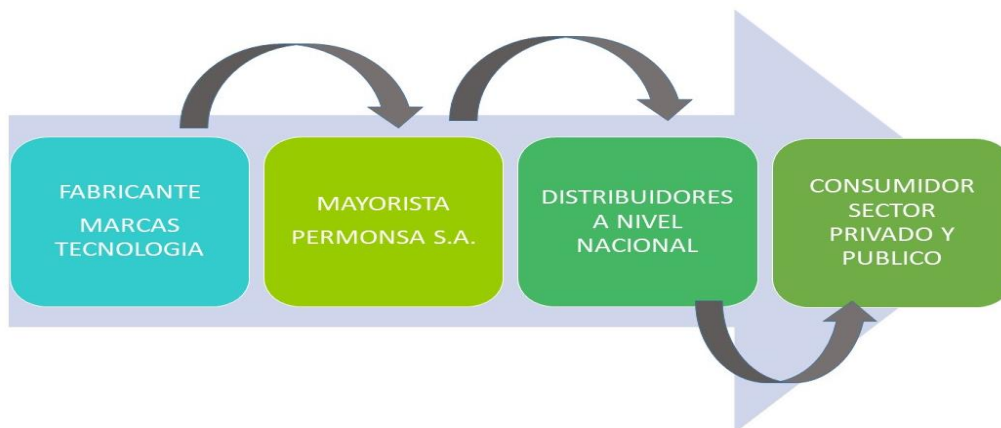 FABRICANTE
MARCAS
TECNOLOGIA
MAYORISTA
PERMONSA S.A.
DISTRIBUIDORES
A NIVEL
NACIONAL
CONSUMIDOR
SECTOR
PRIVADO Y
PUBLICO